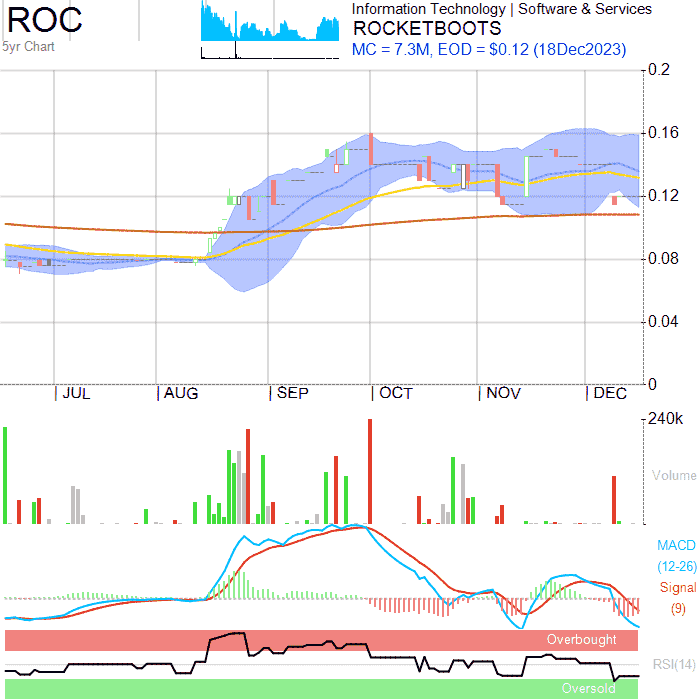 ROC
5yr Chart
Information Technology | Software & Services
ROCKETBOOTS
MC = 7.3M, EOD = $0.12 (18Dec2023)
0.2
0.16
0.12
0.08
0.04
0
| JUL | AUG | SEP | OCT | NOV | DEC
240k
Volume
MACD
(12-26)
Signal
(9)
Overbought
RSI(14)
Oversold